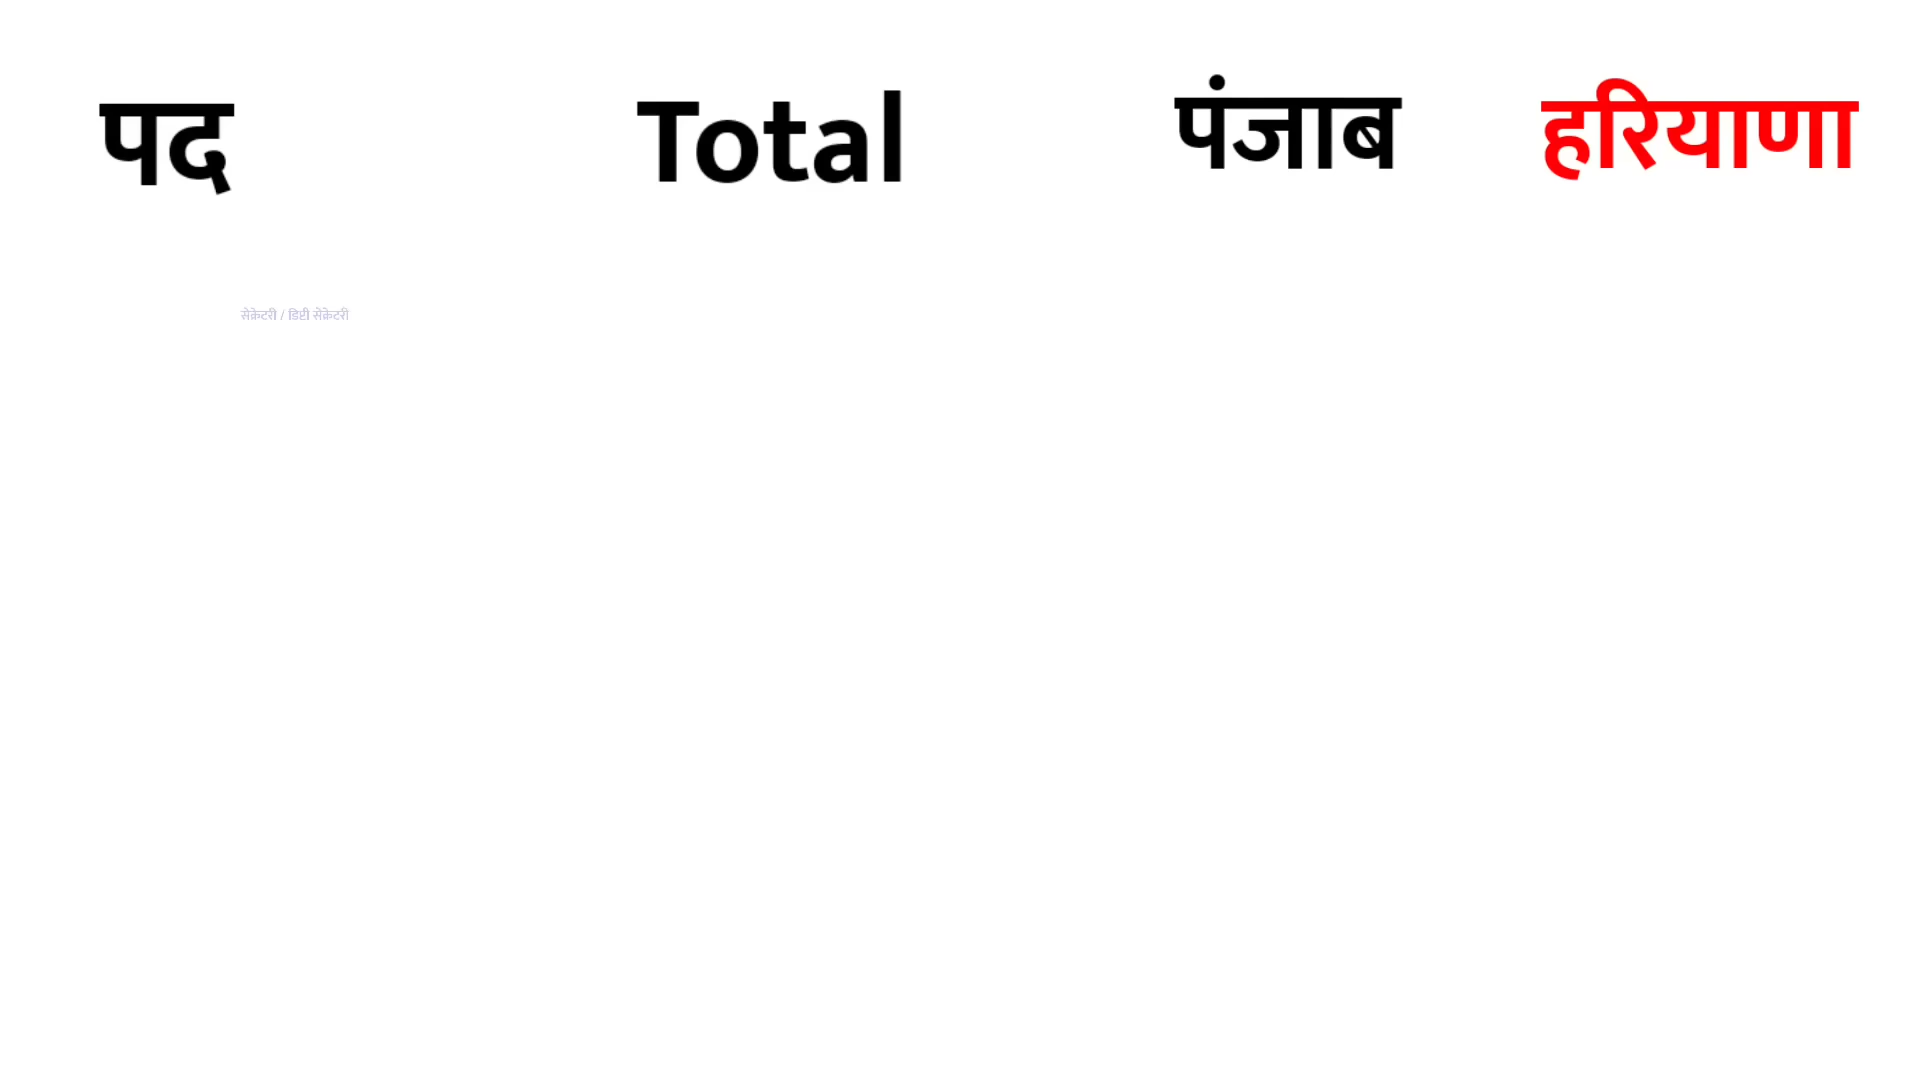 पद Total पंजाब हरियाणा
सेक्रेटरी / डिप्टी सेक्रेटरी